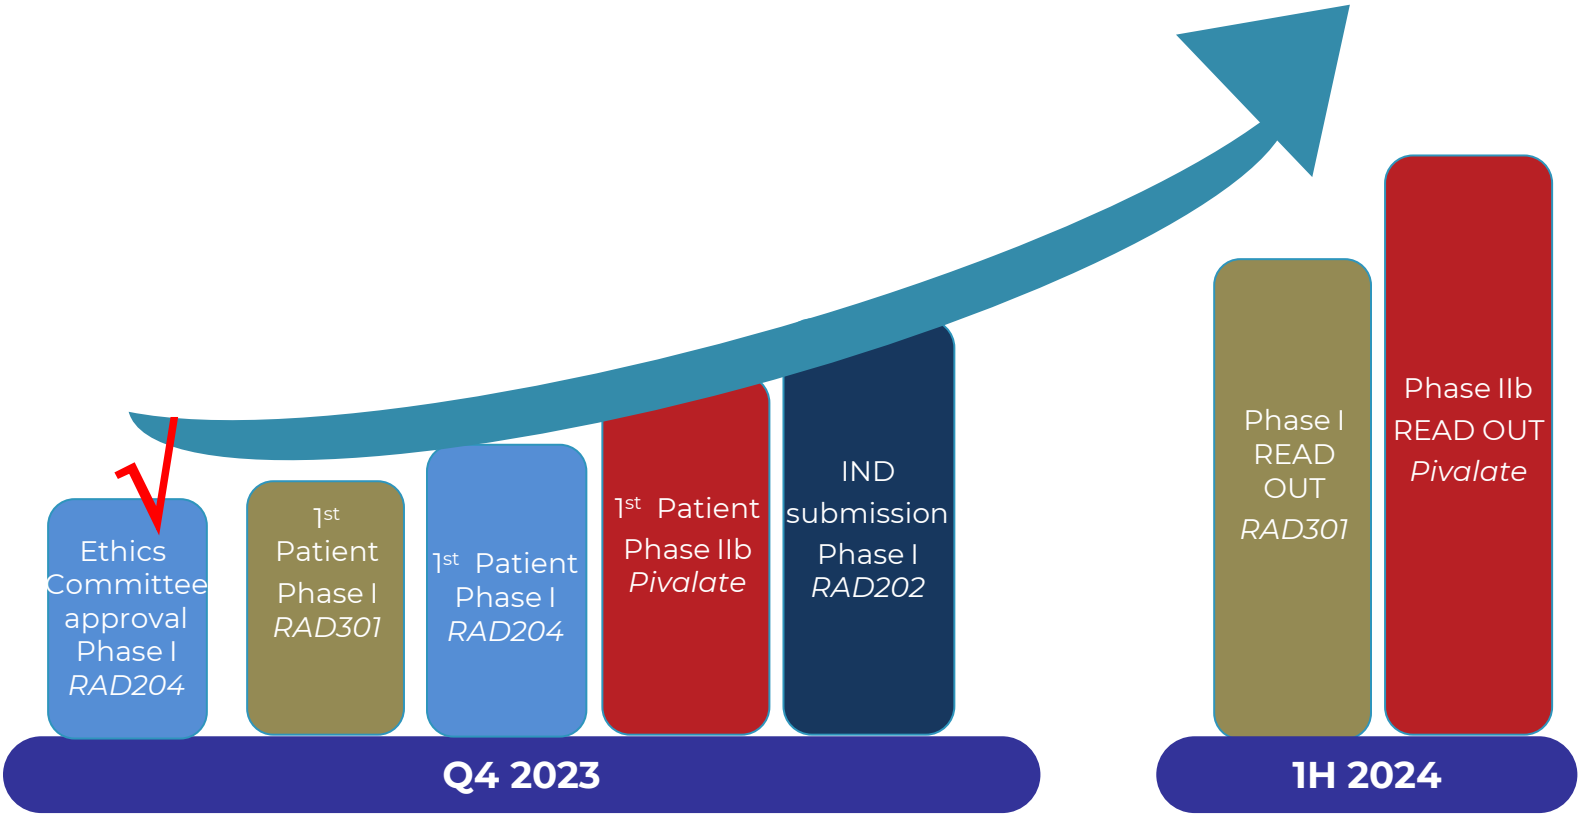 Ethics
Committee
approval
Phase I
RAD204
1st
Patient
Phase I
RAD301
1st Patient
Phase I
RAD204
1st Patient
Phase IIb
Pivalate
IND
submission
Phase I
RAD202
Phase I
READ
OUT
RAD301
Phase IIb
READ OUT
Pivalate
Q4 2023
1H 2024